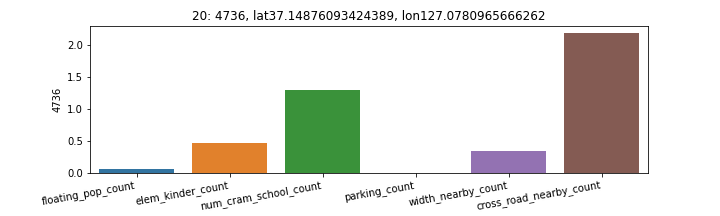 20: 4736, lat37.14876093424389, lon127.0780965666262
2.0
1.5
1.0
0.5
0.0
4736
floating_pop_count
elem_kinder_count
num_cram_school_count
parking_count
width_nearby_count
cross_road_nearby_count